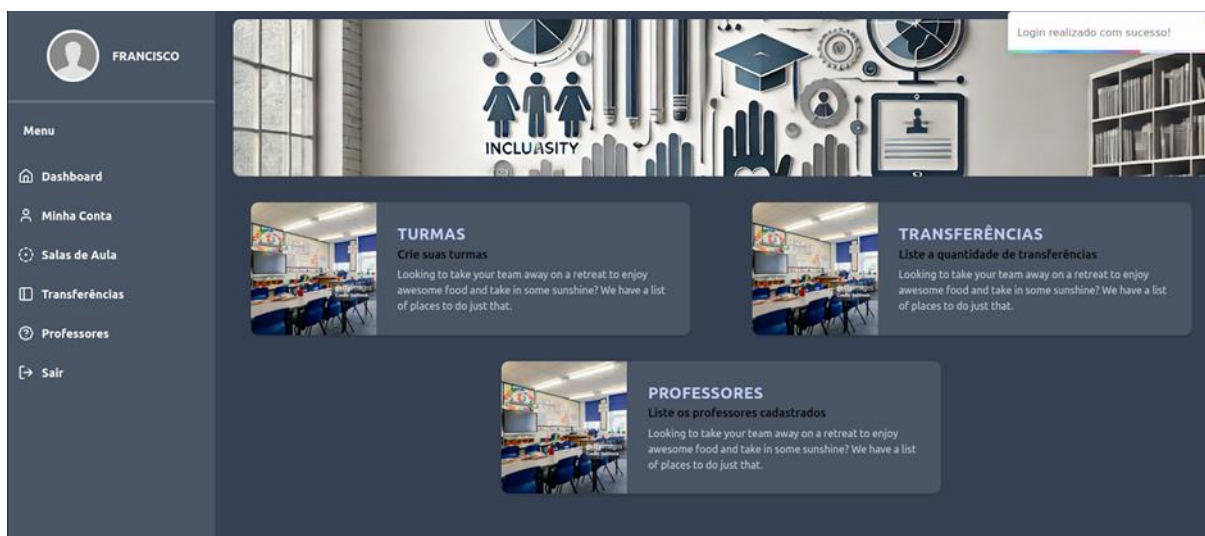 FRANCISCO
Menu
Dashboard
Minha Conta
Salas de Aula
Transferências
Professores
Sair
Login realizado com sucesso!
INCLUASITY
TURMAS
Crie suas turmas
Looking to take your team away on a retreat to enjoy
awesome food and take in some sunshine? We have a list
of places to do just that.
TRANSFERÊNCIAS
Liste a quantidade de transferências
Looking to take your team away on a retreat to enjoy
awesome food and take in some sunshine? We have a list
of places to do just that.
PROFESSORES
Liste os professores cadastrados
Looking to take your team away on a retreat to enjoy
awesome food and take in some sunshine? We have a list
of places to do just that.